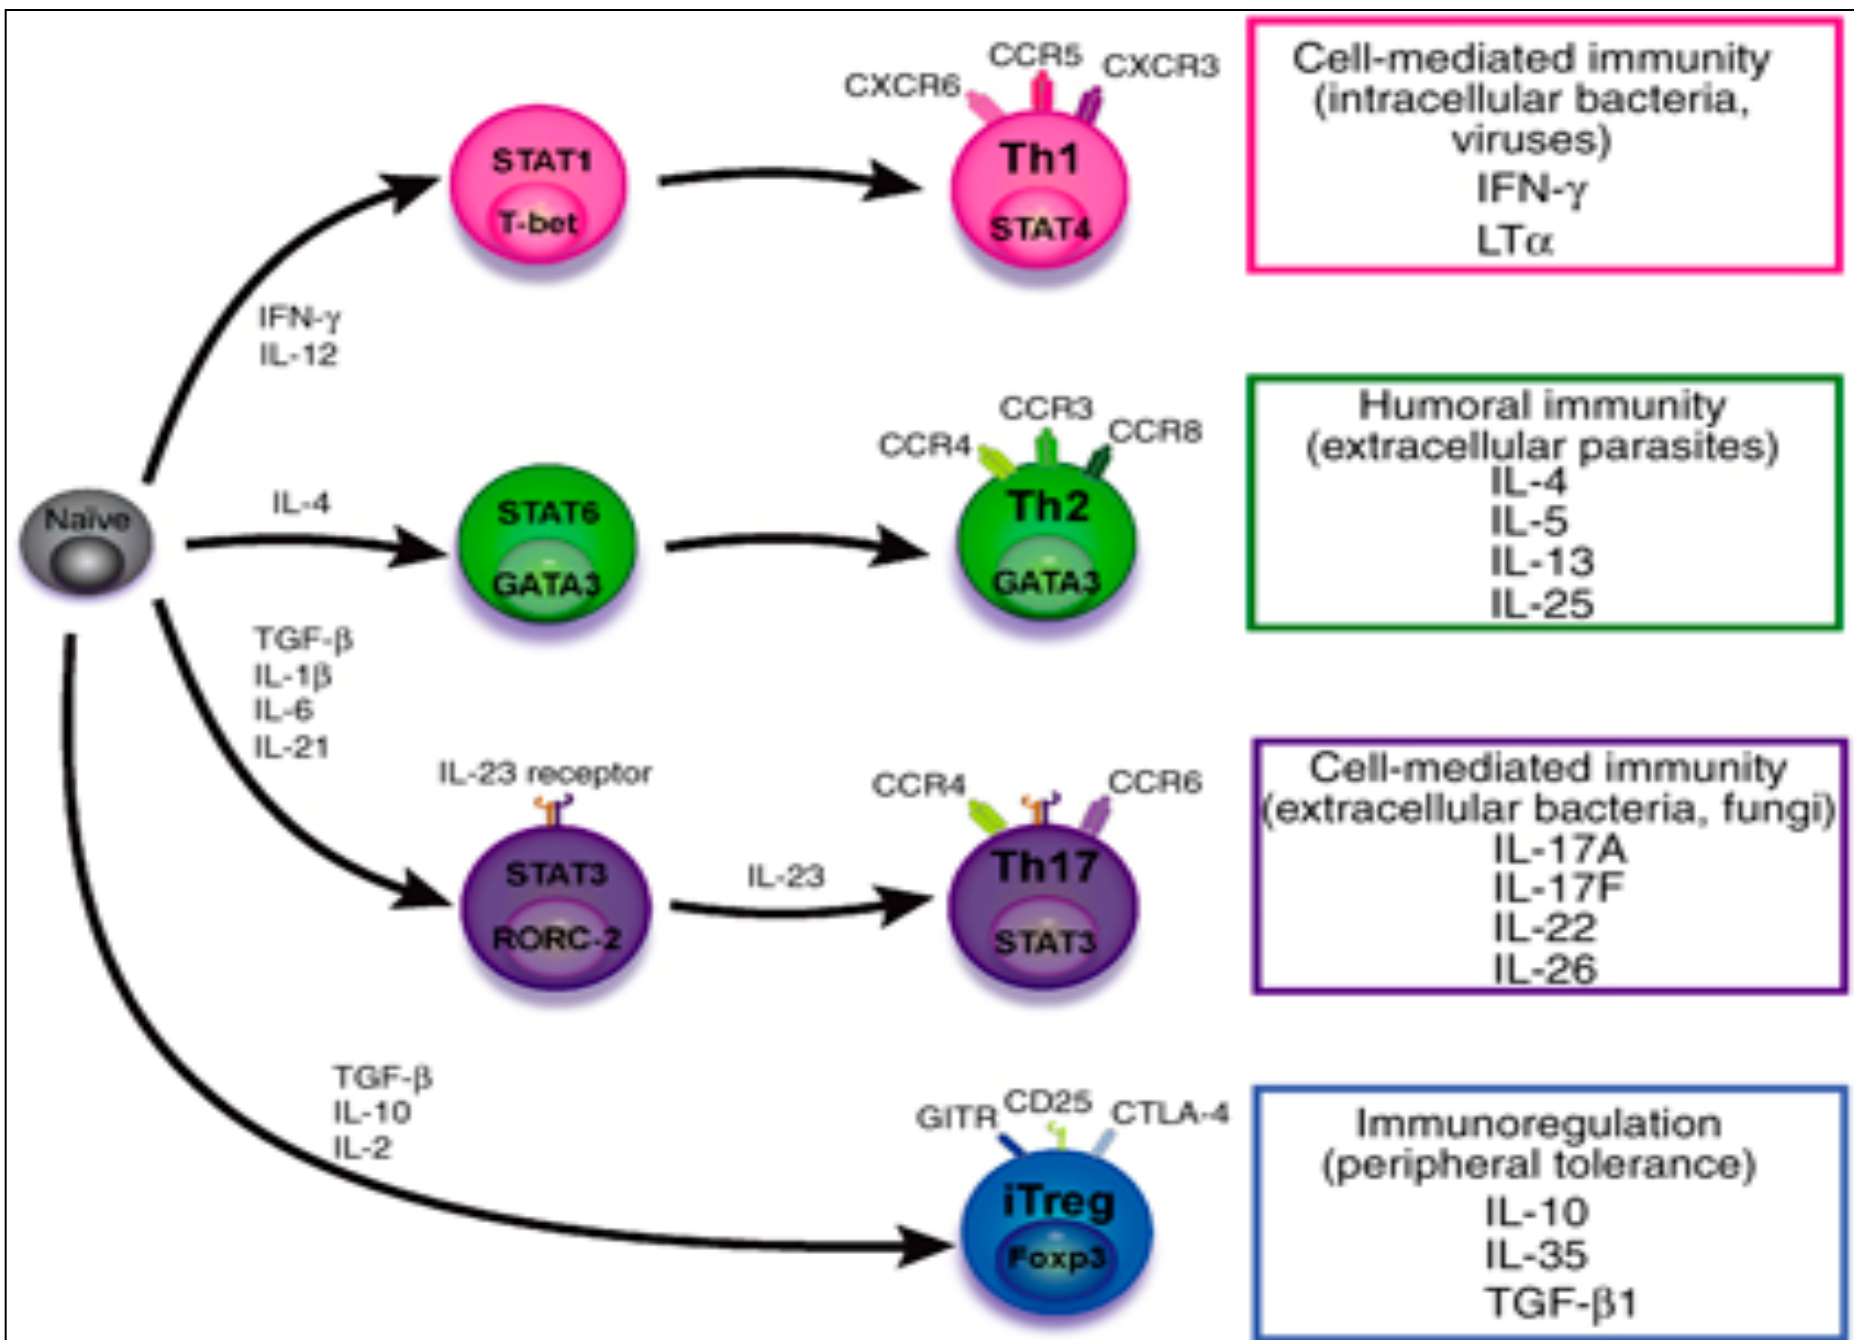 CXCR6
CCR5
CXCR3
STAT1
T-bet
Th1
STAT4
Cell-mediated immunity
(intracellular bacteria,
viruses)
IFN-γ
LTα
IFN-γ
IL-12
Naïve
IL-4
STAT6
GATA3
CCR4
CCR3
CCR8
Th2
GATA3
Humoral immunity
(extracellular parasites)
IL-4
IL-5
IL-13
IL-25
TGF-β
IL-1β
IL-6
IL-21
IL-23 receptor
STAT3
RORC-2
IL-23
CCR4
CCR6
Th17
STAT3
Cell-mediated immunity
(extracellular bacteria, fungi)
IL-17A
IL-17F
IL-22
IL-26
TGF-β
IL-10
IL-2
GITR
CD25
CTLA-4
iTreg
Foxp3
Immunoregulation
(peripheral tolerance)
IL-10
IL-35
TGF-β1